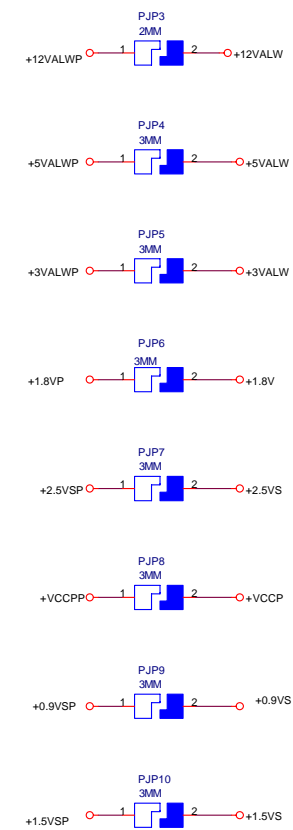 PJP3
2MM
+12VALWP 1 2 +12VALW
PJP4
3MM
+5VALWP 1 2 +5VALW
PJP5
3MM
+3VALWP 1 2 +3VALW
PJP6
3MM
+1.8VP 1 2 +1.8V
PJP7
3MM
+2.5VSP 1 2 +2.5VS
PJP8
3MM
+VCCPP 1 2 +VCCP
PJP9
3MM
+0.9VSP 1 2 +0.9VS
PJP10
3MM
+1.5VSP 1 2 +1.5VS